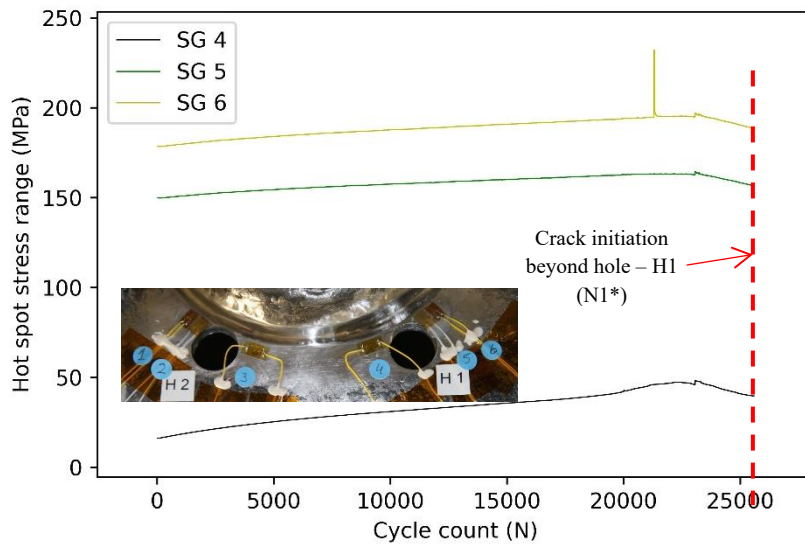 250
200
150
100
50
0
Hot spot stress range (MPa)
SG 4
SG 5
SG 6
Crack initiation
beyond hole – H1
(N1*)
1
2
H 2
3
4
H 1
5
6
0
5000
10000
15000
20000
25000
Cycle count (N)